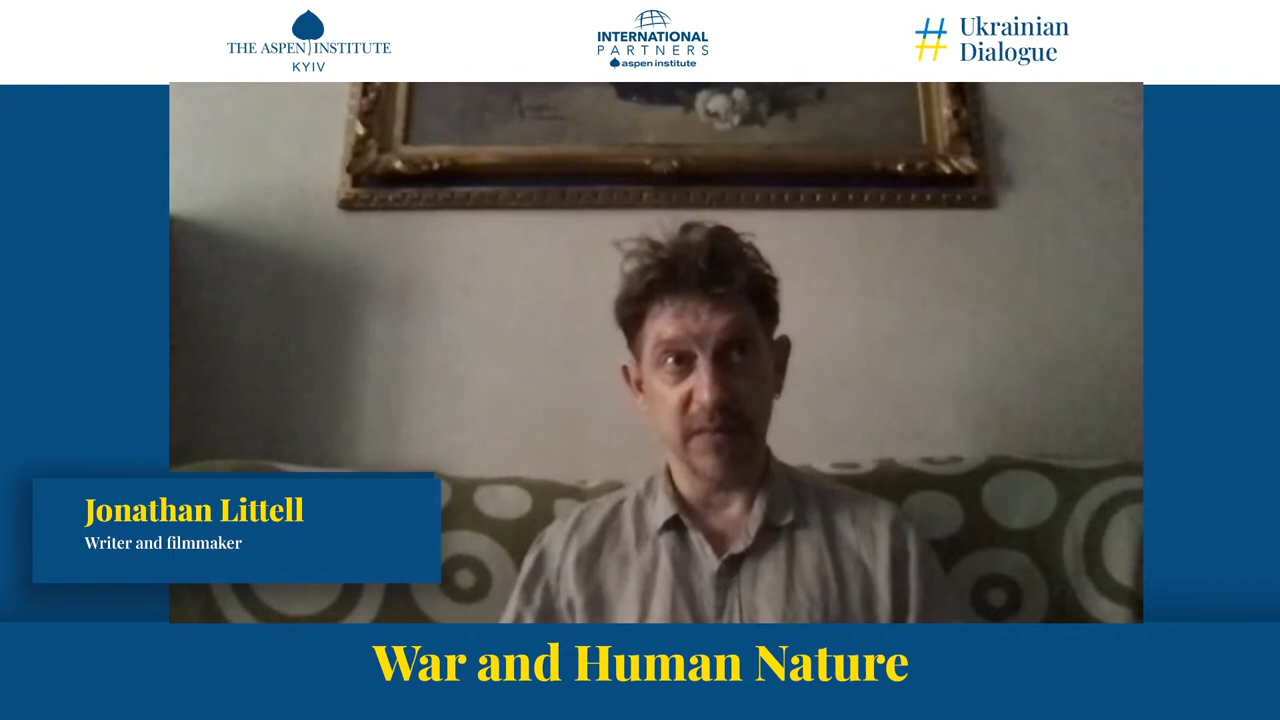 THE ASPEN INSTITUTE
KYIV
INTERNATIONAL
PARTNERS
aspen institute
# Ukrainian
Dialogue
Jonathan Littell
Writer and filmmaker
War and Human Nature